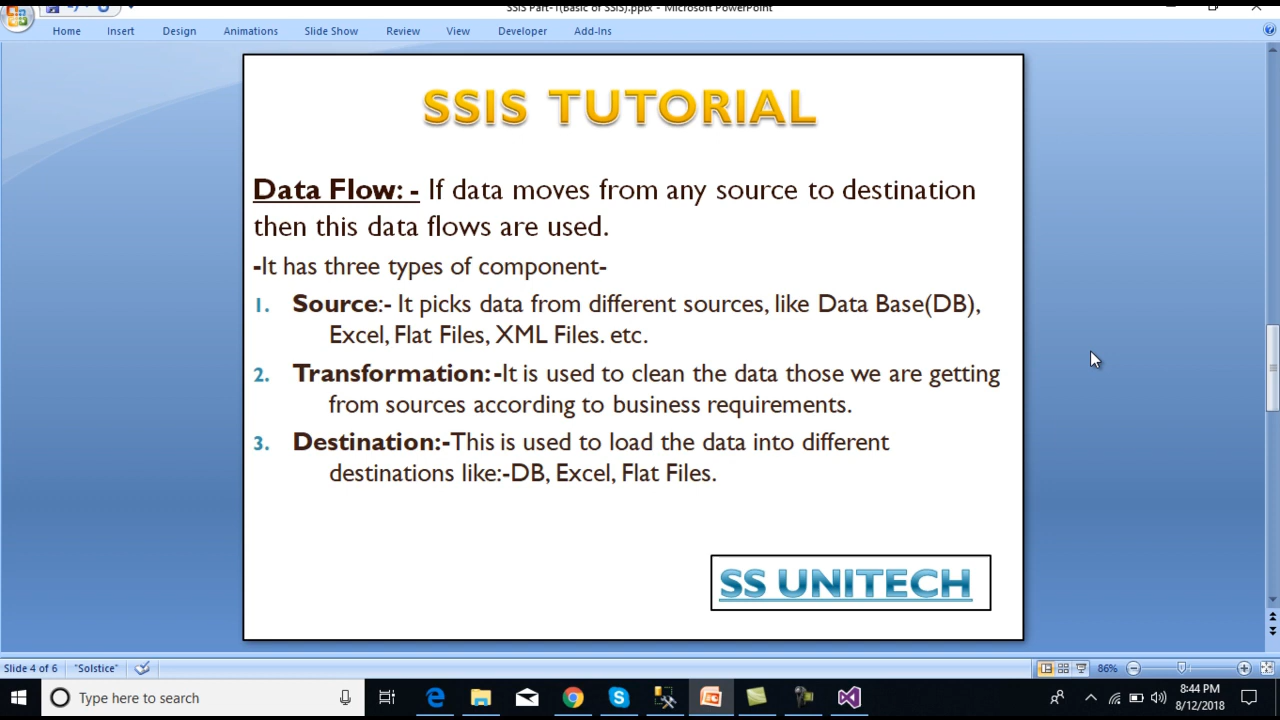 SSIS Part-1(Basic of SSIS).pptx - Microsoft PowerPoint
Home Insert Design Animations Slide Show Review View Developer Add-Ins
SSIS TUTORIAL
Data Flow: - If data moves from any source to destination
then this data flows are used.
-It has three types of component-
1. Source:- It picks data from different sources, like Data Base(DB),
Excel, Flat Files, XML Files. etc.
2. Transformation:-It is used to clean the data those we are getting
from sources according to business requirements.
3. Destination:-This is used to load the data into different
destinations like:-DB, Excel, Flat Files.
SS UNITECH
Slide 4 of 6 "Solstice" 86%
Type here to search
8:44 PM
8/12/2018